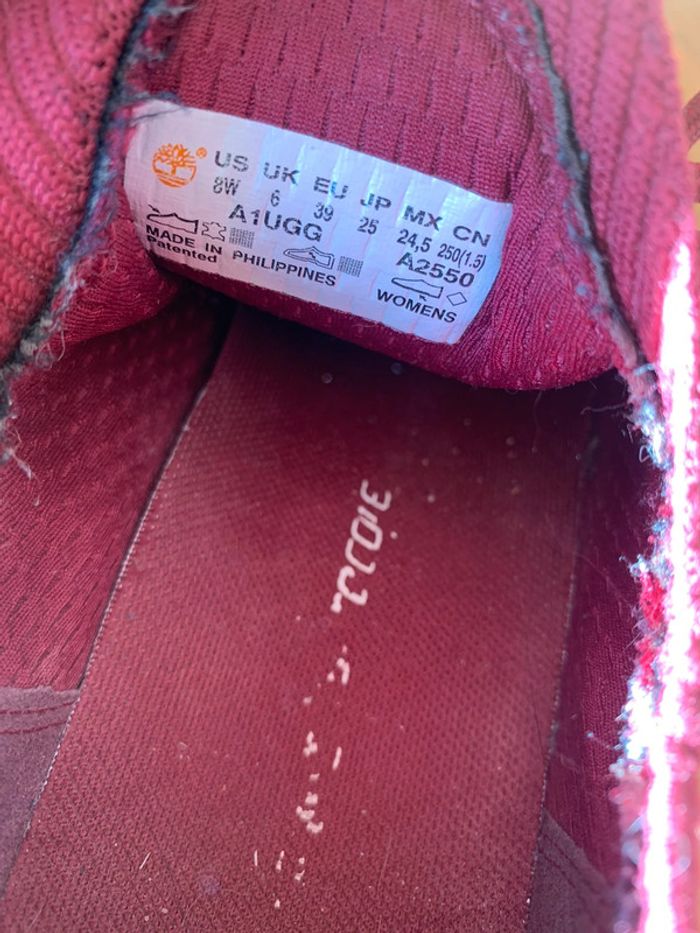 US UK EU JP MX CN
8W 6 39 25 24,5 250(1.5)
A1UGG A2550
MADE IN PHILIPPINES
Patented
WOMENS